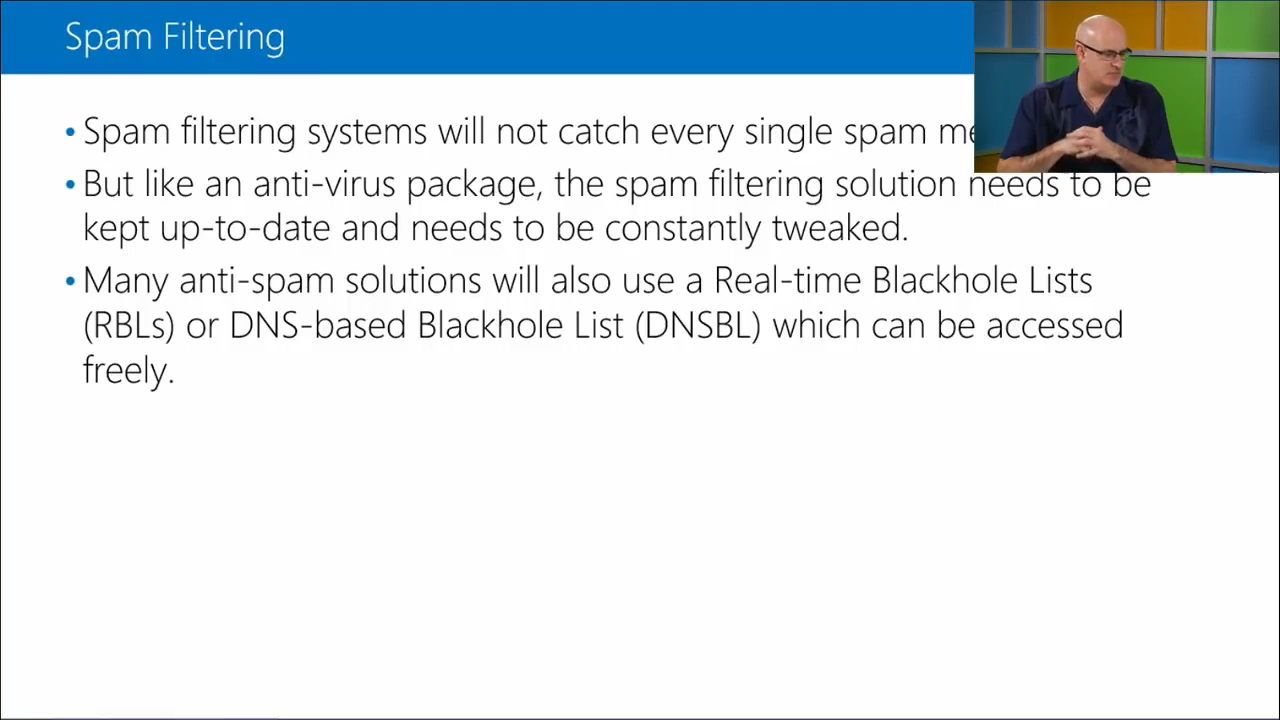 Spam Filtering
• Spam filtering systems will not catch every single spam
• But like an anti-virus package, the spam filtering solution needs to be
kept up-to-date and needs to be constantly tweaked.
• Many anti-spam solutions will also use a Real-time Blackhole Lists
(RBLs) or DNS-based Blackhole List (DNSBL) which can be accessed
freely.